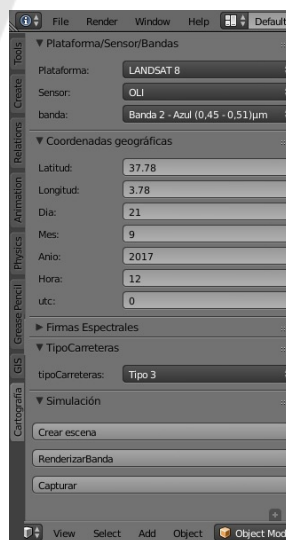 File Render Window Help Default
Tools
Create
Relations
Animation
Physics
Grease Pencil
GIS
Cartografía
Plataforma/Sensor/Bandas
Plataforma: LANDSAT 8
Sensor: OLI
banda: Banda 2 - Azul (0,45 - 0,51)µm
Coordenadas geográficas
Latitud: 37.78
Longitud: 3.78
Dia: 21
Mes: 9
Anio: 2017
Hora: 12
utc: 0
Firmas Espectrales
TipoCarreteras
tipoCarreteras: Tipo 3
Simulación
Crear escena
RenderizarBanda
Capturar
View Select Add Object Object Mod